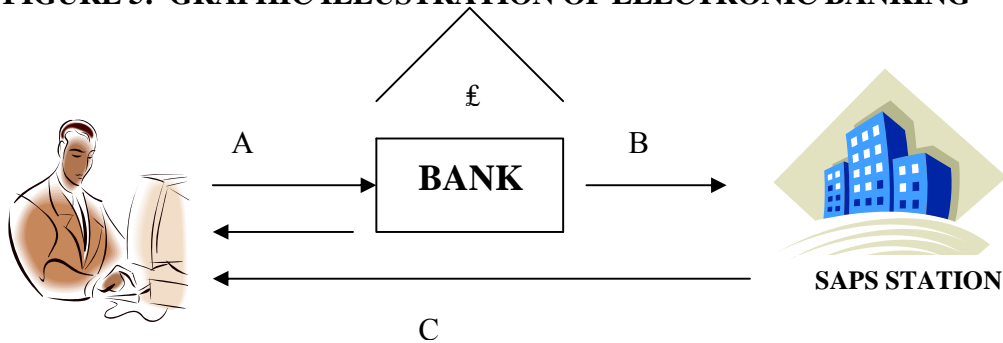 FIGURE : GRAPHIC ILLUSTRATION OF ELECTRONIC BANKING
₤
A
B
BANK
SAPS STATION
C